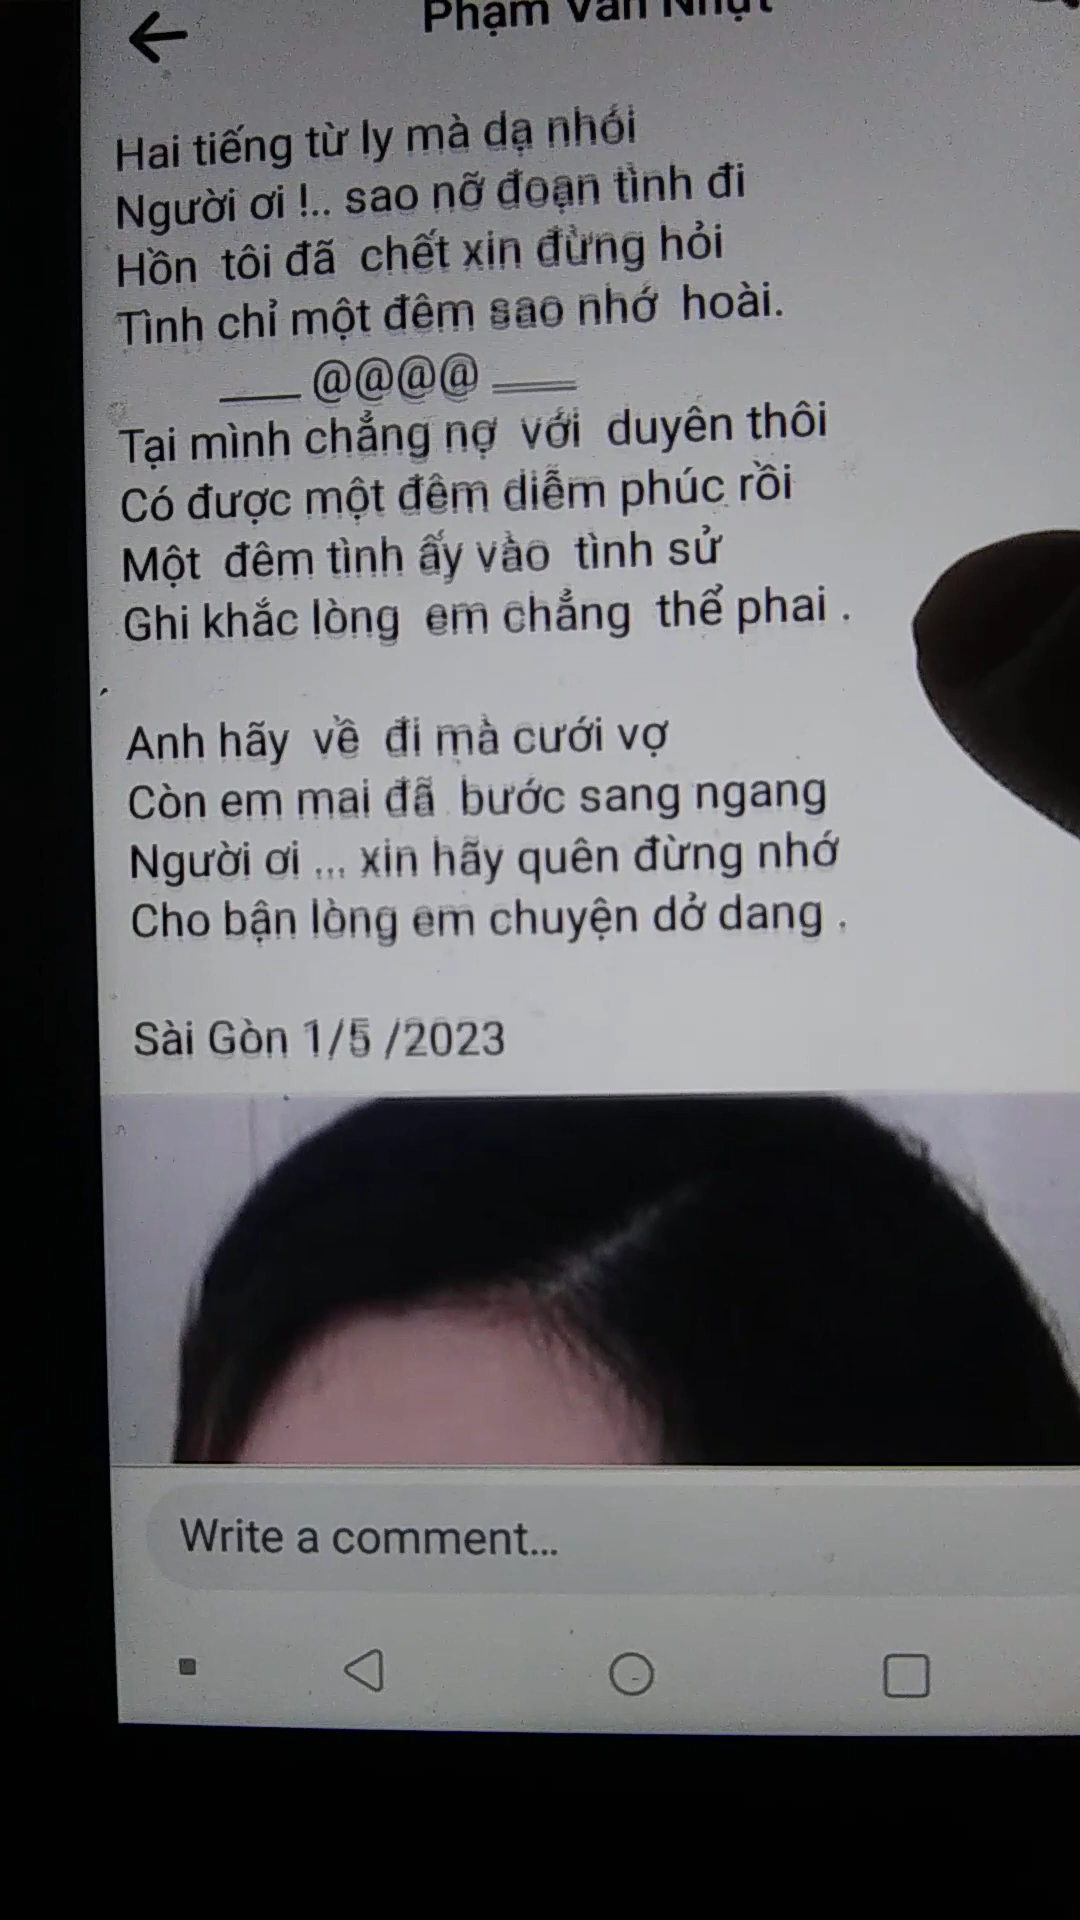 Phạm Văn Nhựt
Hai tiếng từ ly mà dạ nhói
Người ơi !.. sao nỡ đoạn tình đi
Hồn tôi đã chết xin đừng hỏi
Tình chỉ một đêm sao nhớ hoài.
___ @@@@ ___
Tại mình chẳng nợ với duyên thôi
Có được một đêm diễm phúc rồi
Một đêm tình ấy vào tình sử
Ghi khắc lòng em chẳng thể phai .
Anh hãy về đi mà cưới vợ
Còn em mai đã bước sang ngang
Người ơi ... xin hãy quên đừng nhớ
Cho bận lòng em chuyện dở dang .
Sài Gòn 1/5 /2023
Write a comment...